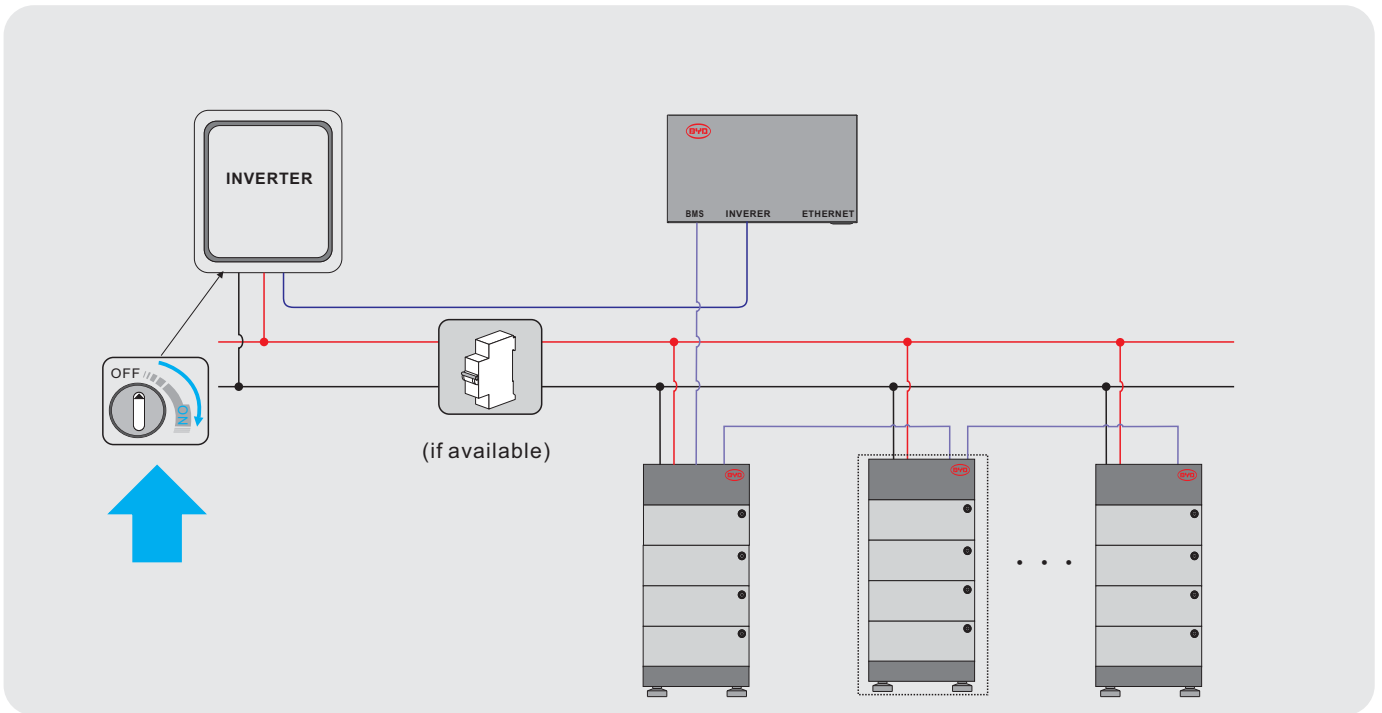 BYD
INVERTER
BMS INVERER ETHERNET
OFF
ON
(if available)
BYD
BYD
BYD